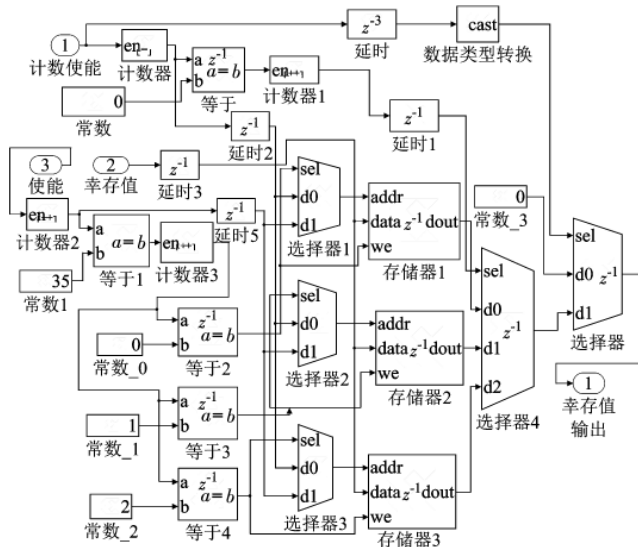 z⁻³
cast
1
en
计数使能
计数器
延时
数据类型转换
a
b
z⁻¹
a=b
en++1
0
常数
等于
计数器1
z⁻¹
延时2
z⁻¹
延时1
3
使能
2
幸存值
z⁻¹
延时3
sel
d0
d1
选择器1
addr
data z⁻¹ dout
we
存储器1
0
常数_3
en++1
计数器2
a
b
a=b
等于1
en++1
计数器3
z⁻¹
延时5
35
常数1
sel
d0
d1
z⁻¹
选择器
sel
d0
d1
d2
z⁻¹
选择器4
0
常数_0
a
b
z⁻¹
a=b
等于2
sel
d0
d1
选择器2
addr
data z⁻¹ dout
we
存储器2
1
幸存值
输出
1
常数_1
a
b
z⁻¹
a=b
等于3
2
常数_2
a
b
z⁻¹
a=b
等于4
sel
d0
d1
选择器3
addr
data z⁻¹ dout
we
存储器3